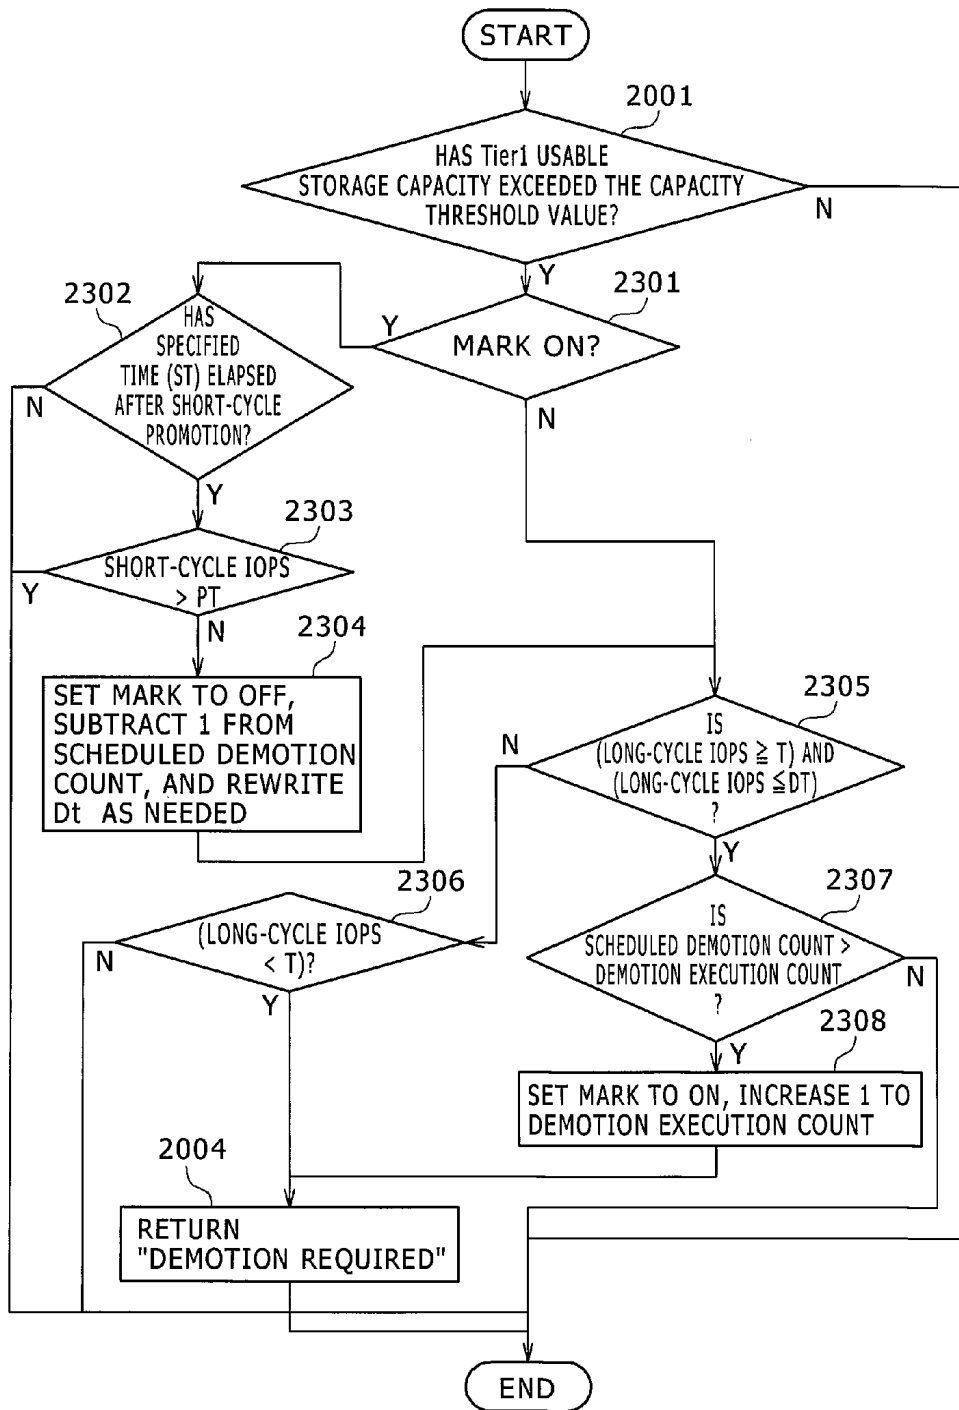 START
2001
HAS Tier1 USABLE
STORAGE CAPACITY EXCEEDED THE CAPACITY
THRESHOLD VALUE?
N
Y
2301
MARK ON?
Y
N
2302
HAS
SPECIFIED
TIME (ST) ELAPSED
AFTER SHORT-CYCLE
PROMOTION?
N
Y
2303
SHORT-CYCLE IOPS
> PT
Y
N
2304
SET MARK TO OFF,
SUBTRACT 1 FROM
SCHEDULED DEMOTION
COUNT, AND REWRITE
Dt AS NEEDED
2305
IS
(LONG-CYCLE IOPS ≧ T) AND
(LONG-CYCLE IOPS ≦DT)
?
N
Y
2306
(LONG-CYCLE IOPS
< T)?
N
Y
2307
IS
SCHEDULED DEMOTION COUNT >
DEMOTION EXECUTION COUNT
?
N
Y
2308
SET MARK TO ON, INCREASE 1 TO
DEMOTION EXECUTION COUNT
2004
RETURN
"DEMOTION REQUIRED"
END